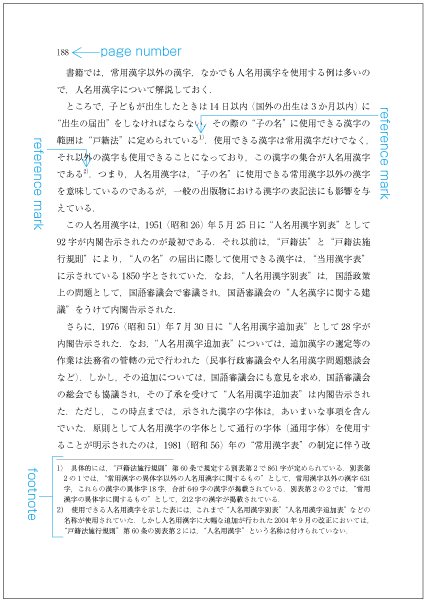 188 page number
書籍では，常用漢字以外の漢字，なかでも人名用漢字を使用する例は多いの
で，人名用漢字について解説しておく．
ところで，子どもが出生したときは 14 日以内（国外の出生は 3 か月以内）に
“出生の届出”をしなければならない．その際の“子の名”に使用できる漢字の
範囲は“戸籍法”に定められている1)．使用できる漢字は常用漢字だけでなく，
それ以外の漢字も使用できることになっており，この漢字の集合が人名用漢字
である2)．つまり，人名用漢字は，“子の名”に使用できる常用漢字以外の漢字
を意味しているのであるが，一般の出版物における漢字の表記法にも影響を与
えている．
この人名用漢字は，1951（昭和 26）年 5 月 25 日に“人名用漢字別表”として
92 字が内閣告示されたのが最初である．それ以前は，“戸籍法”と“戸籍法施
行規則”により，“人の名”の届出に際して使用できる漢字は，“当用漢字表”
に示されている 1850 字とされていた．なお，“人名用漢字別表”は，国語政策
上の問題として，国語審議会で審議され，国語審議会の“人名漢字に関する建
議”をうけて内閣告示された．
さらに，1976（昭和 51）年 7 月 30 日に“人名用漢字追加表”として 28 字が
内閣告示された．なお，“人名用漢字追加表”については，追加漢字の選定等の
作業は法務省の管轄の元で行われた（民事行政審議会や人名用漢字問題懇談会
など）．しかし，その追加については，国語審議会にも意見を求め，国語審議会
の総会でも協議され，その了承を受けて“人名用漢字追加表”は内閣告示され
た．ただし，この時点までは，示された漢字の字体は，あいまいな事項を含ん
でいた．原則として人名用漢字の字体として通行の字体（通用字体）を使用す
ることが明示されたのは，1981（昭和 56）年の“常用漢字表”の制定に伴う改
1) 具体的には，“戸籍法施行規則”第 60 条で規定する別表第 2 で 861 字が定められている．別表第
2 の 1 では，“常用漢字の異体字以外の人名用漢字に関するもの”として，常用漢字以外の漢字 631
字，これらの漢字の異体字 18 字，合計 649 字の漢字が掲載されている．別表第 2 の 2 では，“常用
漢字の異体字に関するもの”として，212 字の漢字が掲載されている．
2) 使用できる人名用漢字を示した表には，これまで“人名用漢字別表”“人名用漢字追加表”などの
名称が使用されていた．しかし人名用漢字に大幅な追加が行われた 2004 年 9 月の改正においては，
“戸籍法施行規則”第 60 条の別表第 2 には，“人名用漢字”という名称は付けられていない．
reference mark
reference mark
footnote